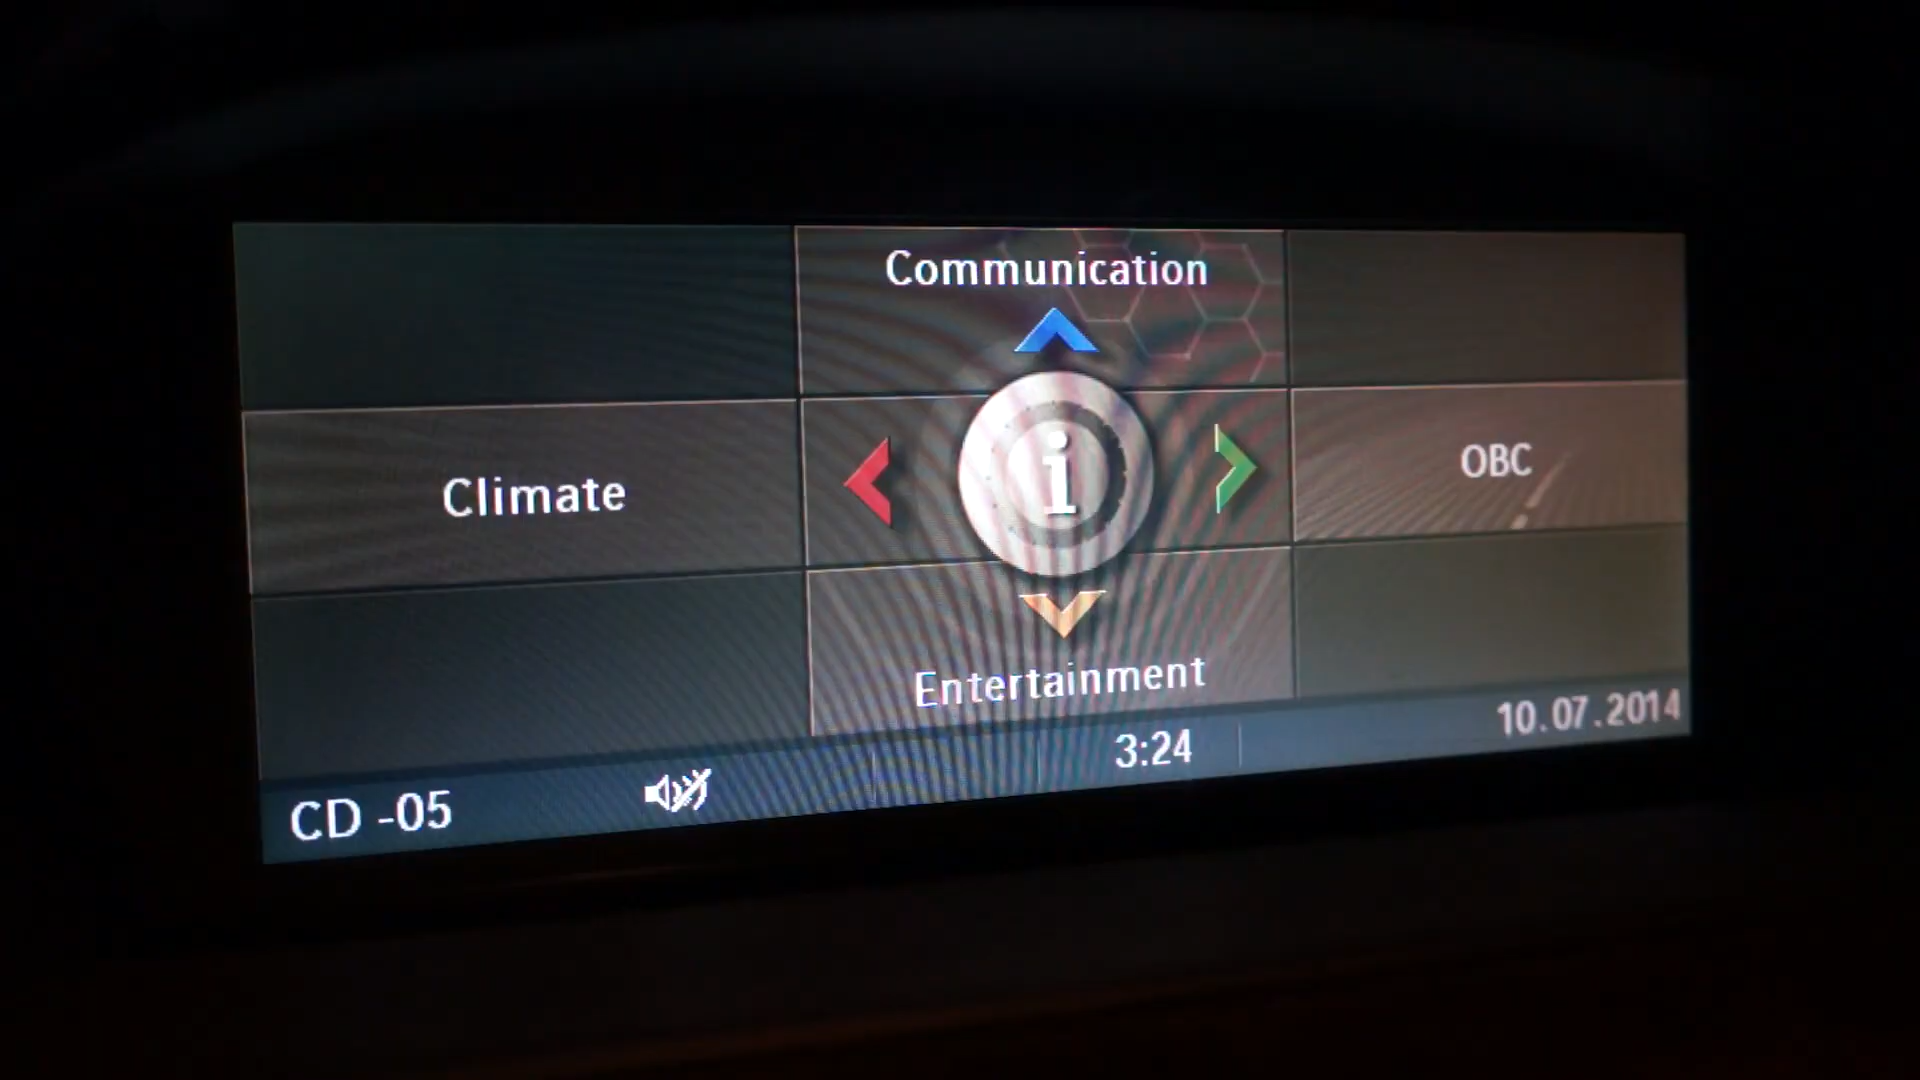 Communication
Climate
i
OBC
Entertainment
CD -05
3:24
10.07.2014